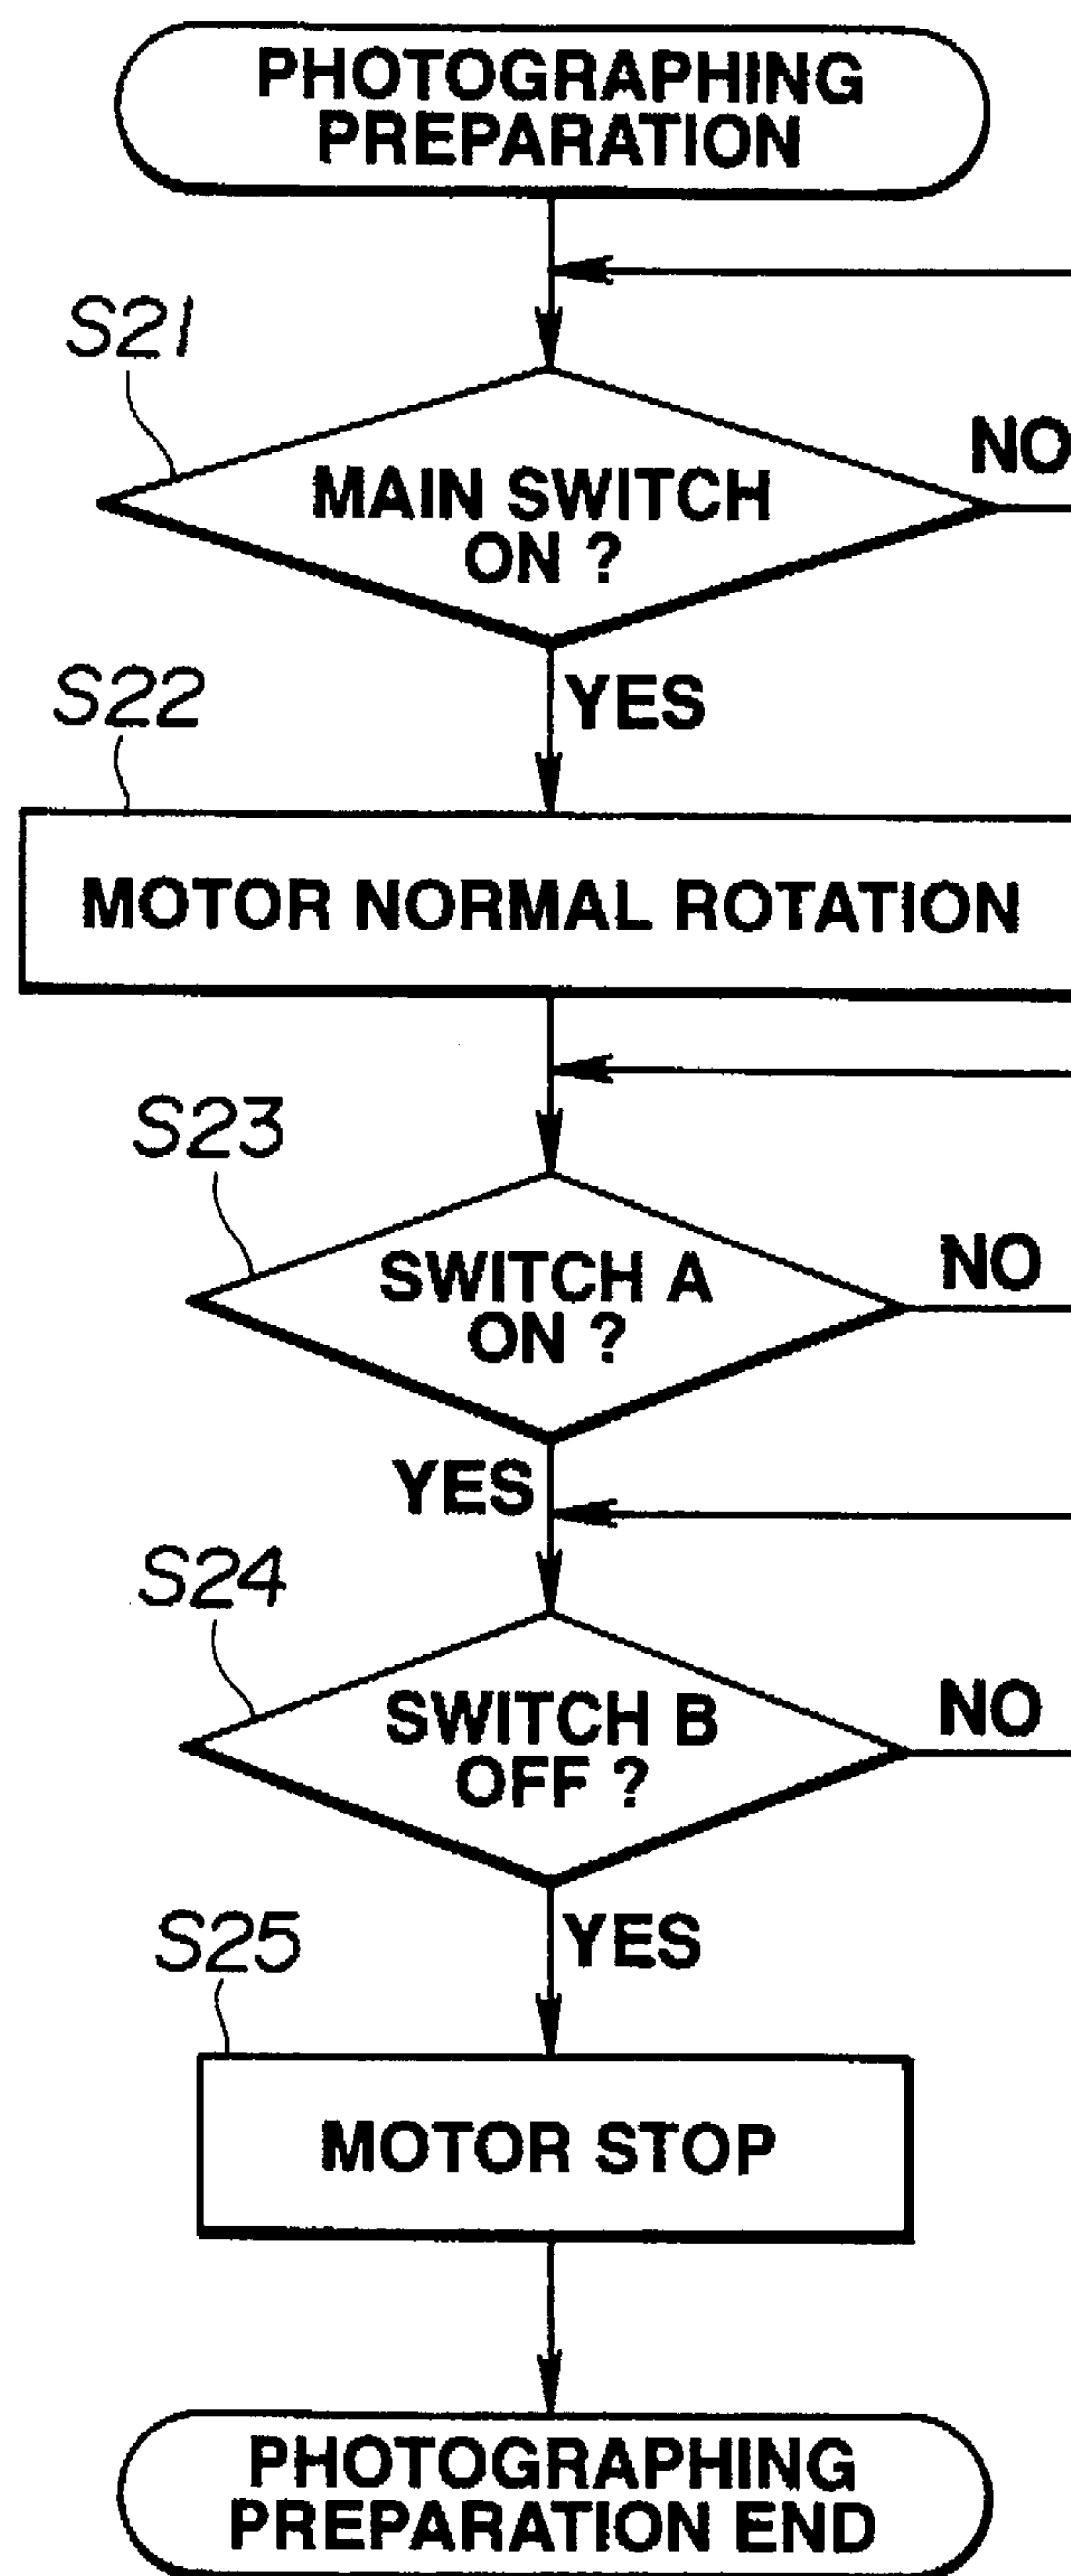 PHOTOGRAPHING
PREPARATION
S21
MAIN SWITCH
ON ?
NO
YES
S22
MOTOR NORMAL ROTATION
S23
SWITCH A
ON ?
NO
YES
S24
SWITCH B
OFF ?
NO
YES
S25
MOTOR STOP
PHOTOGRAPHING
PREPARATION END